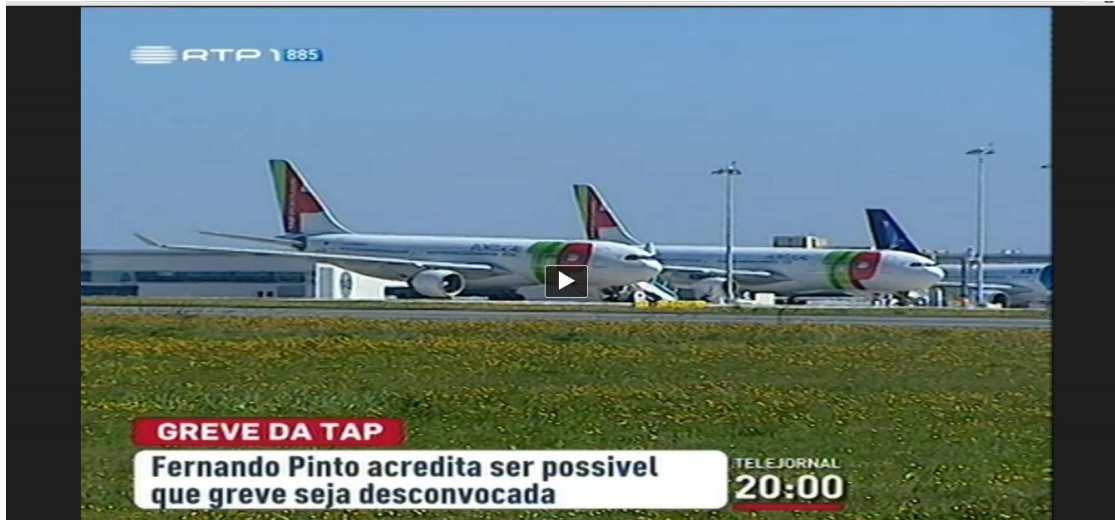 RTP 1 885
GREVE DA TAP
Fernando Pinto acredita ser possivel
que greve seja desconvocada
TELEJORNAL
20:00